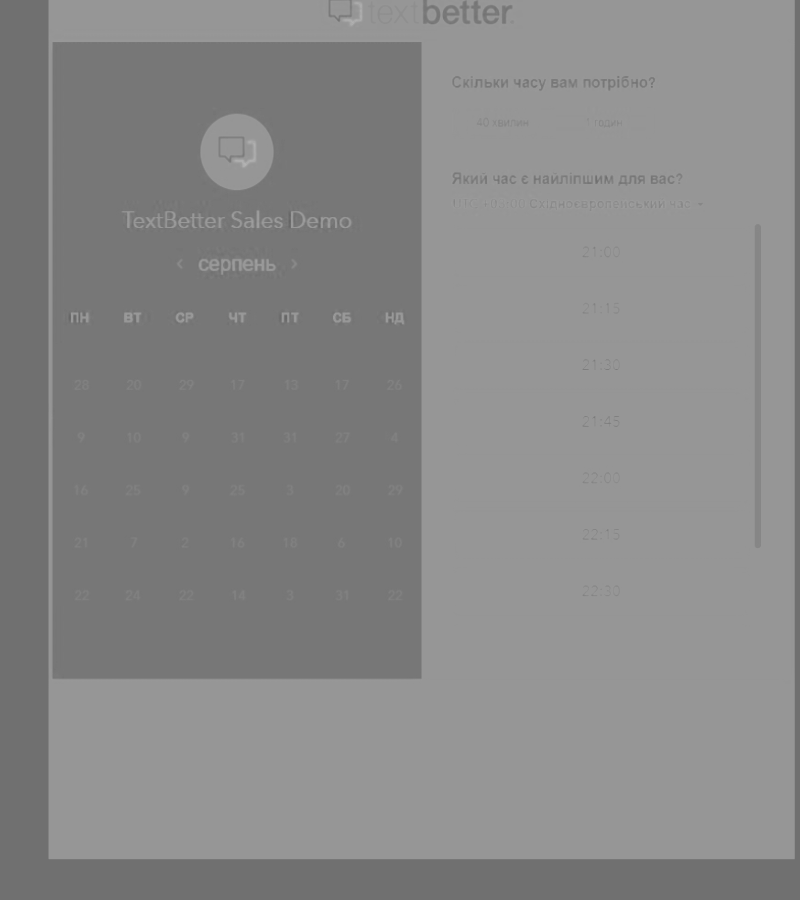 textbetter.
TextBetter Sales Demo
‹ серпень ›
ПН ВТ СР ЧТ ПТ СБ НД
28 20 29 17 13 17 26
9 10 9 31 31 27 4
16 25 9 25 3 20 29
21 7 2 16 18 6 10
22 24 22 14 3 31 22
Скільки часу вам потрібно?
40 хвилин 1 годин
Який час є найліпшим для вас?
Східноєвропейський час
21:00
21:15
21:30
21:45
22:00
22:15
22:30